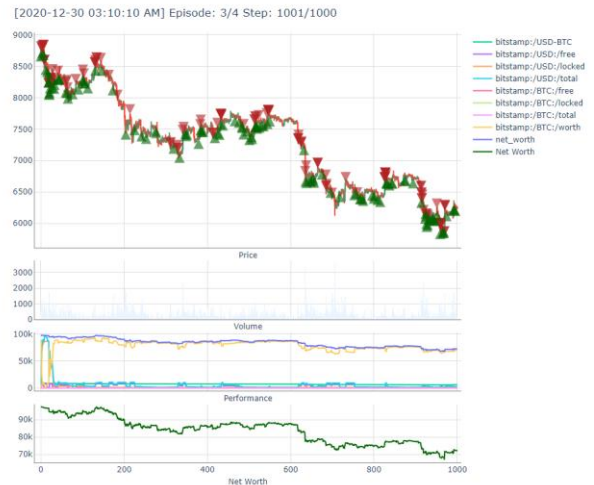 [2020-12-30 03:10:10 AM] Episode: 3/4 Step: 1001/1000
9000
8500
8000
7500
7000
6500
6000
Price
3000
2000
1000
0
Volume
100k
50k
0
Performance
90k
80k
70k
0 200 400 600 800 1000
Net Worth
bitstamp:/USD-BTC
bitstamp:/USD:/free
bitstamp:/USD:/locked
bitstamp:/USD:/total
bitstamp:/BTC:/free
bitstamp:/BTC:/locked
bitstamp:/BTC:/total
bitstamp:/BTC:/worth
net_worth
Net Worth